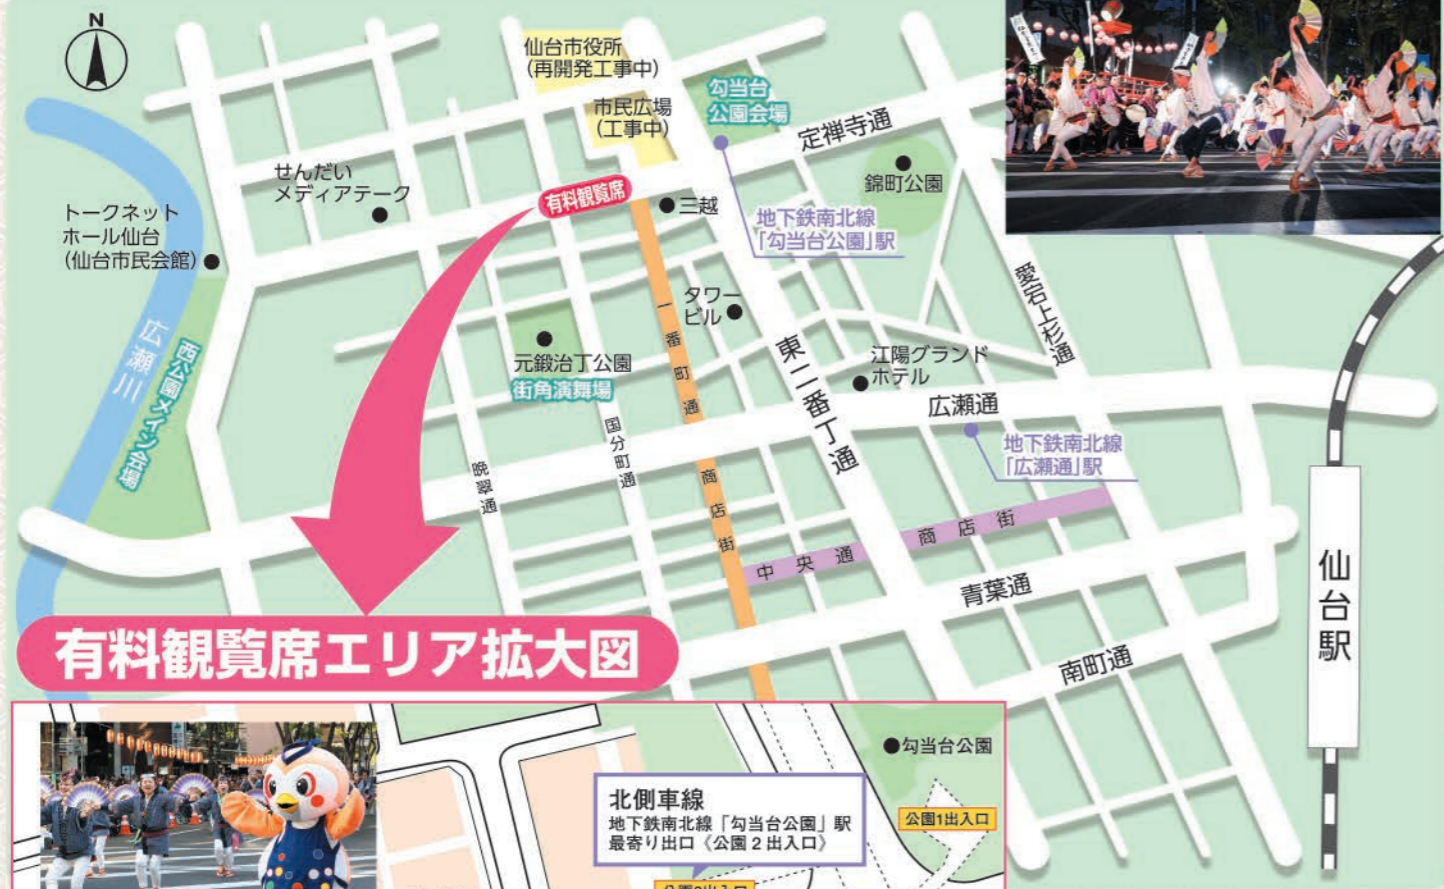 N
仙台市役所
（再開発工事中）
市民広場
（工事中）
勾当台
公園会場
定禅寺通
せんだい
メディアテーク
錦町公園
有料観覧席
三越
トークネット
ホール仙台
（仙台市民会館）
地下鉄南北線
「勾当台公園」駅
愛宕上杉通
タワー
ビル
広瀬川
西公園メイン会場
元鍛治丁公園
街角演舞場
一番町通商店街
東二番丁通
江陽グランド
ホテル
広瀬通
国分町通
地下鉄南北線
「広瀬通」駅
晩翠通
中央通商店街
青葉通
仙台駅
南町通
有料観覧席エリア拡大図
勾当台公園
北側車線
地下鉄南北線「勾当台公園」駅
最寄り出口《公園2出入口》
公園1出入口
公園2出入口